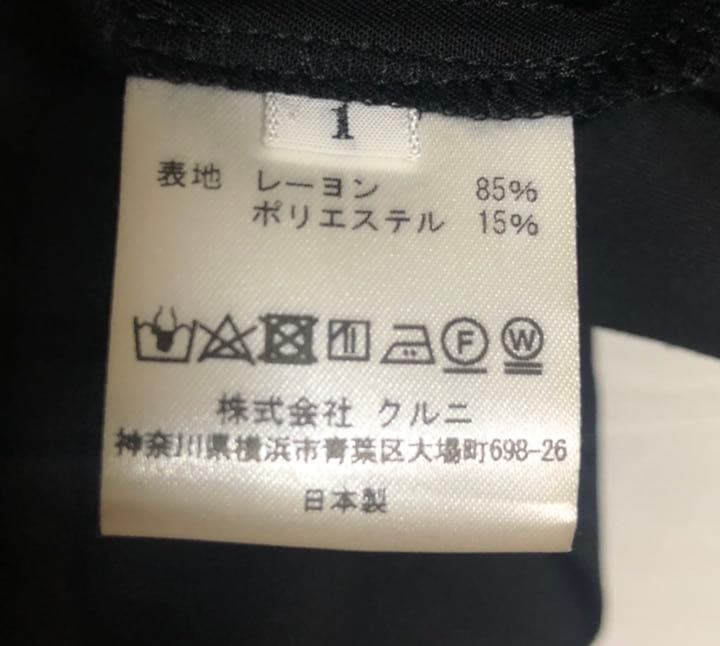 1
表地 レーヨン 85%
ポリエステル 15%
F W
株式会社 クルニ
神奈川県横浜市青葉区大場町698-26
日本製